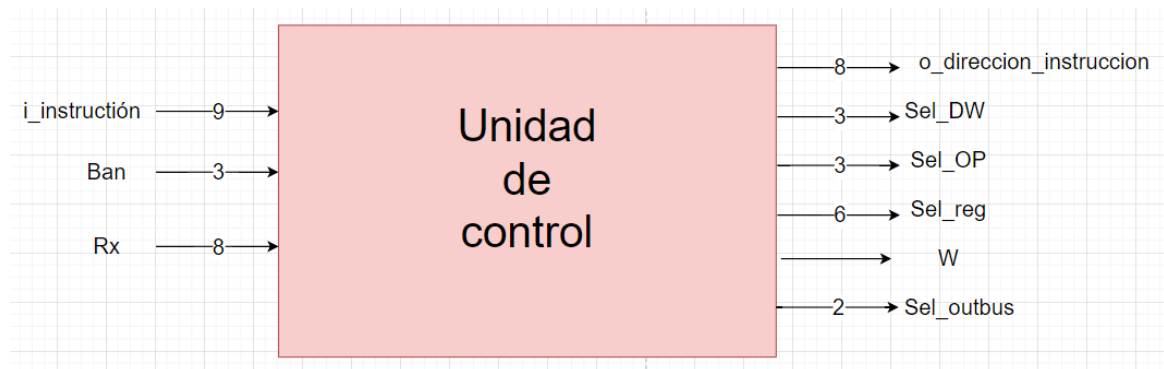 i_instructión
9
Ban
3
Rx
8
Unidad
de
control
8
o_direccion_instruccion
3
Sel_DW
3
Sel_OP
6
Sel_reg
W
2
Sel_outbus